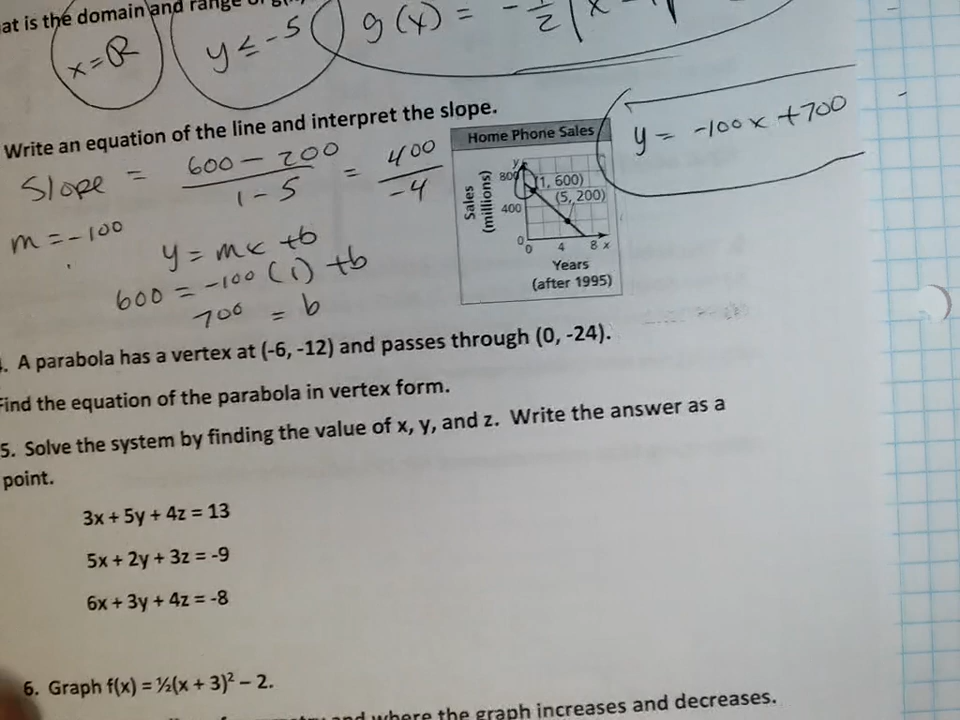 at is the domain and range of g(x)
x = R
y ≤ -5
g(x) = -1/2|x
Write an equation of the line and interpret the slope.
Slope = 600 - 200 / 1 - 5 = 400 / -4
m = -100
y = mx + b
600 = -100 (1) + b
700 = b
Home Phone Sales
y
800
(1, 600)
(5, 200)
400
0
0 4 8 x
Sales
(millions)
Years
(after 1995)
y = -100x + 700
4. A parabola has a vertex at (-6, -12) and passes through (0, -24).
Find the equation of the parabola in vertex form.
5. Solve the system by finding the value of x, y, and z. Write the answer as a
point.
3x + 5y + 4z = 13
5x + 2y + 3z = -9
6x + 3y + 4z = -8
6. Graph f(x) = ½(x + 3)² – 2.
and where the graph increases and decreases.